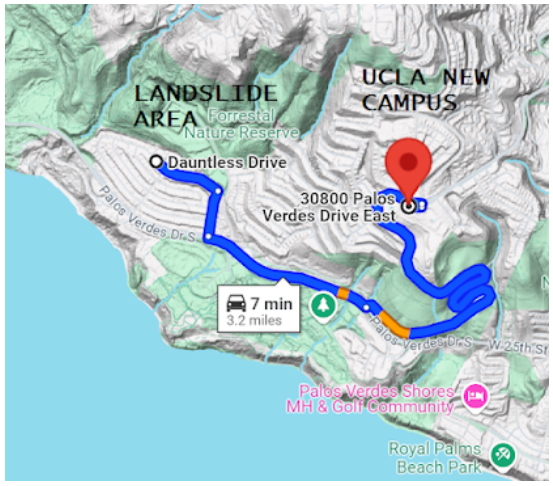 LANDSLIDE
AREA
UCLA NEW
CAMPUS
Forrestal
Nature Reserve
Dauntless Drive
30800 Palos
Verdes Drive East
Palos Verdes Dr S
7 min
3.2 miles
Palos Verdes Dr S
W 25th St
Palos Verdes Shores
MH & Golf Community
Royal Palms
Beach Park